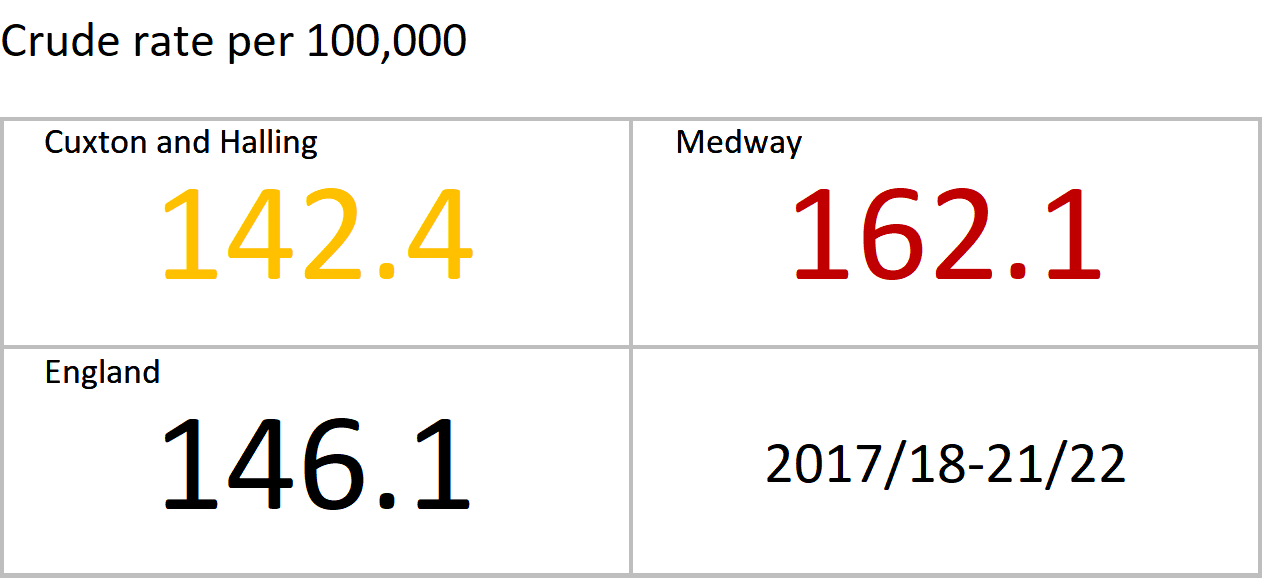 Crude rate per 100,000
Cuxton and Halling
142.4
Medway
162.1
England
146.1
2017/18-21/22